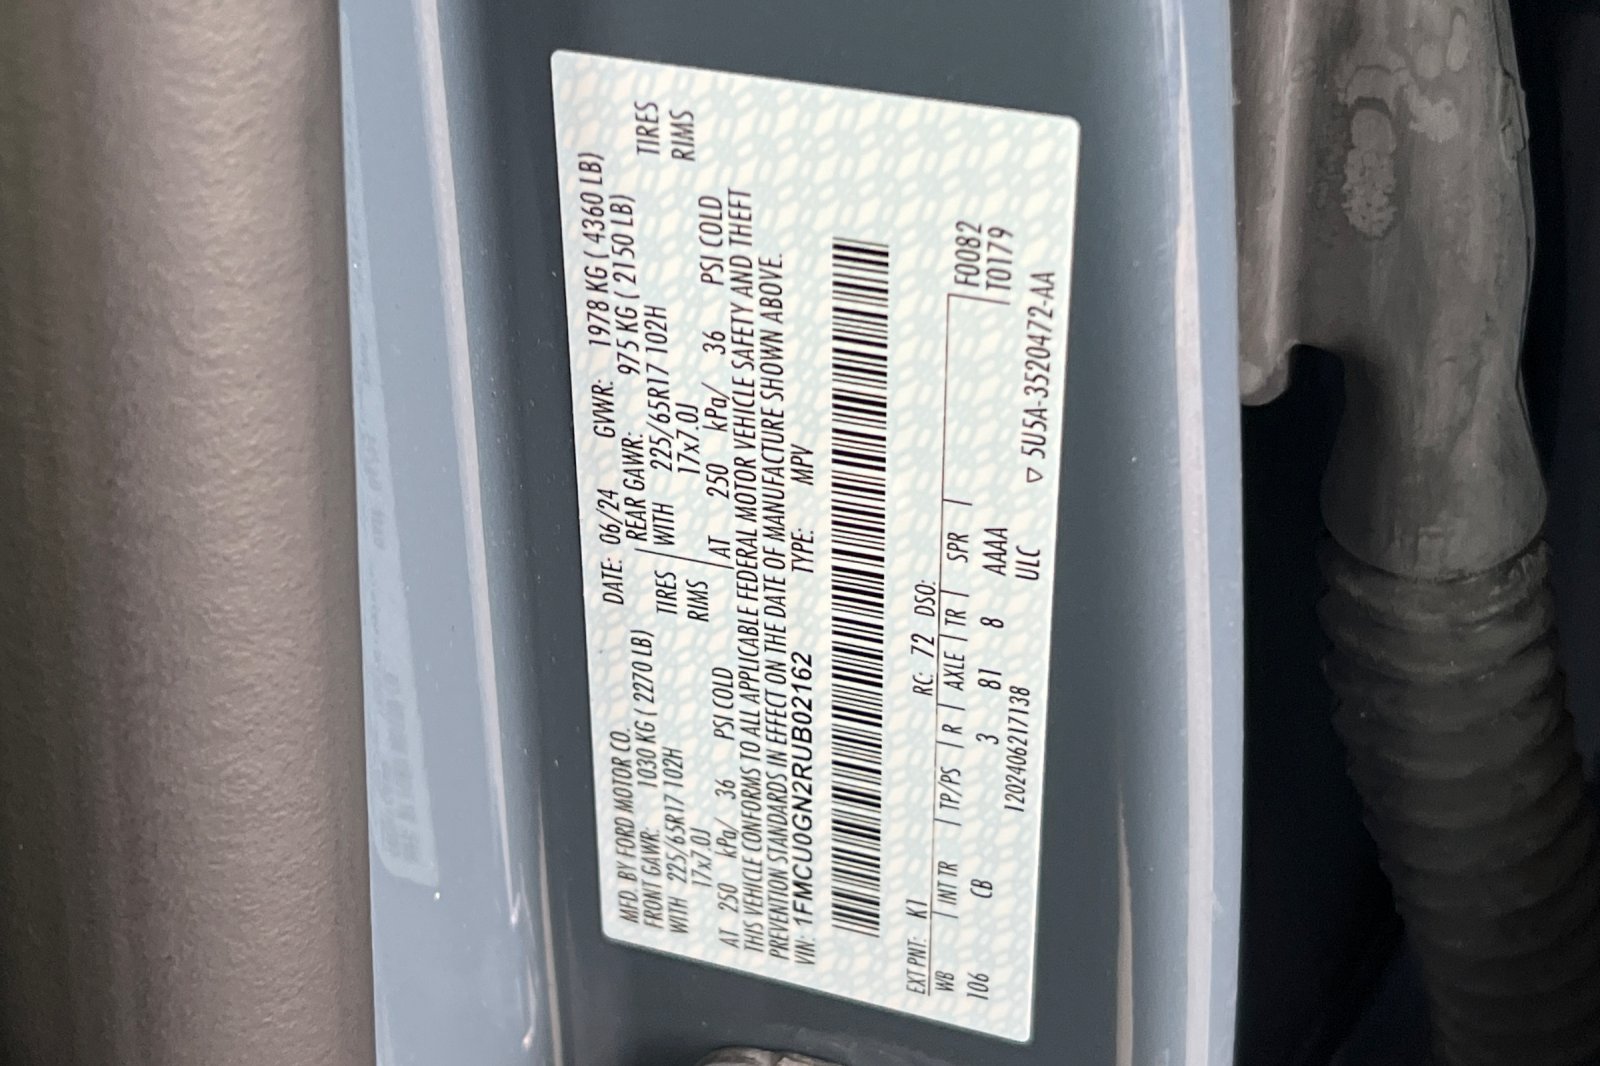 MFD. BY FORD MOTOR CO. DATE: 06/24 GVWR: 1978 KG ( 4360 LB)
FRONT GAWR: 1030 KG ( 2270 LB) REAR GAWR: 975 KG ( 2150 LB)
WITH 225/65R17 102H TIRES WITH 225/65R17 102H TIRES
17x7.0J RIMS 17x7.0J RIMS
AT 250 kPa/ 36 PSI COLD AT 250 kPa/ 36 PSI COLD
THIS VEHICLE CONFORMS TO ALL APPLICABLE FEDERAL MOTOR VEHICLE SAFETY AND THEFT
PREVENTION STANDARDS IN EFFECT ON THE DATE OF MANUFACTURE SHOWN ABOVE.
VIN: 1FMCU0GN2RUB02162 TYPE: MPV
EXT PNT: K1 RC: 72 DSO:
WB INT TR TP/PS R AXLE TR SPR F0082
106 CB 3 81 8 AAAA T0179
1202406217138 ULC ▽ 5U5A-3520472-AA